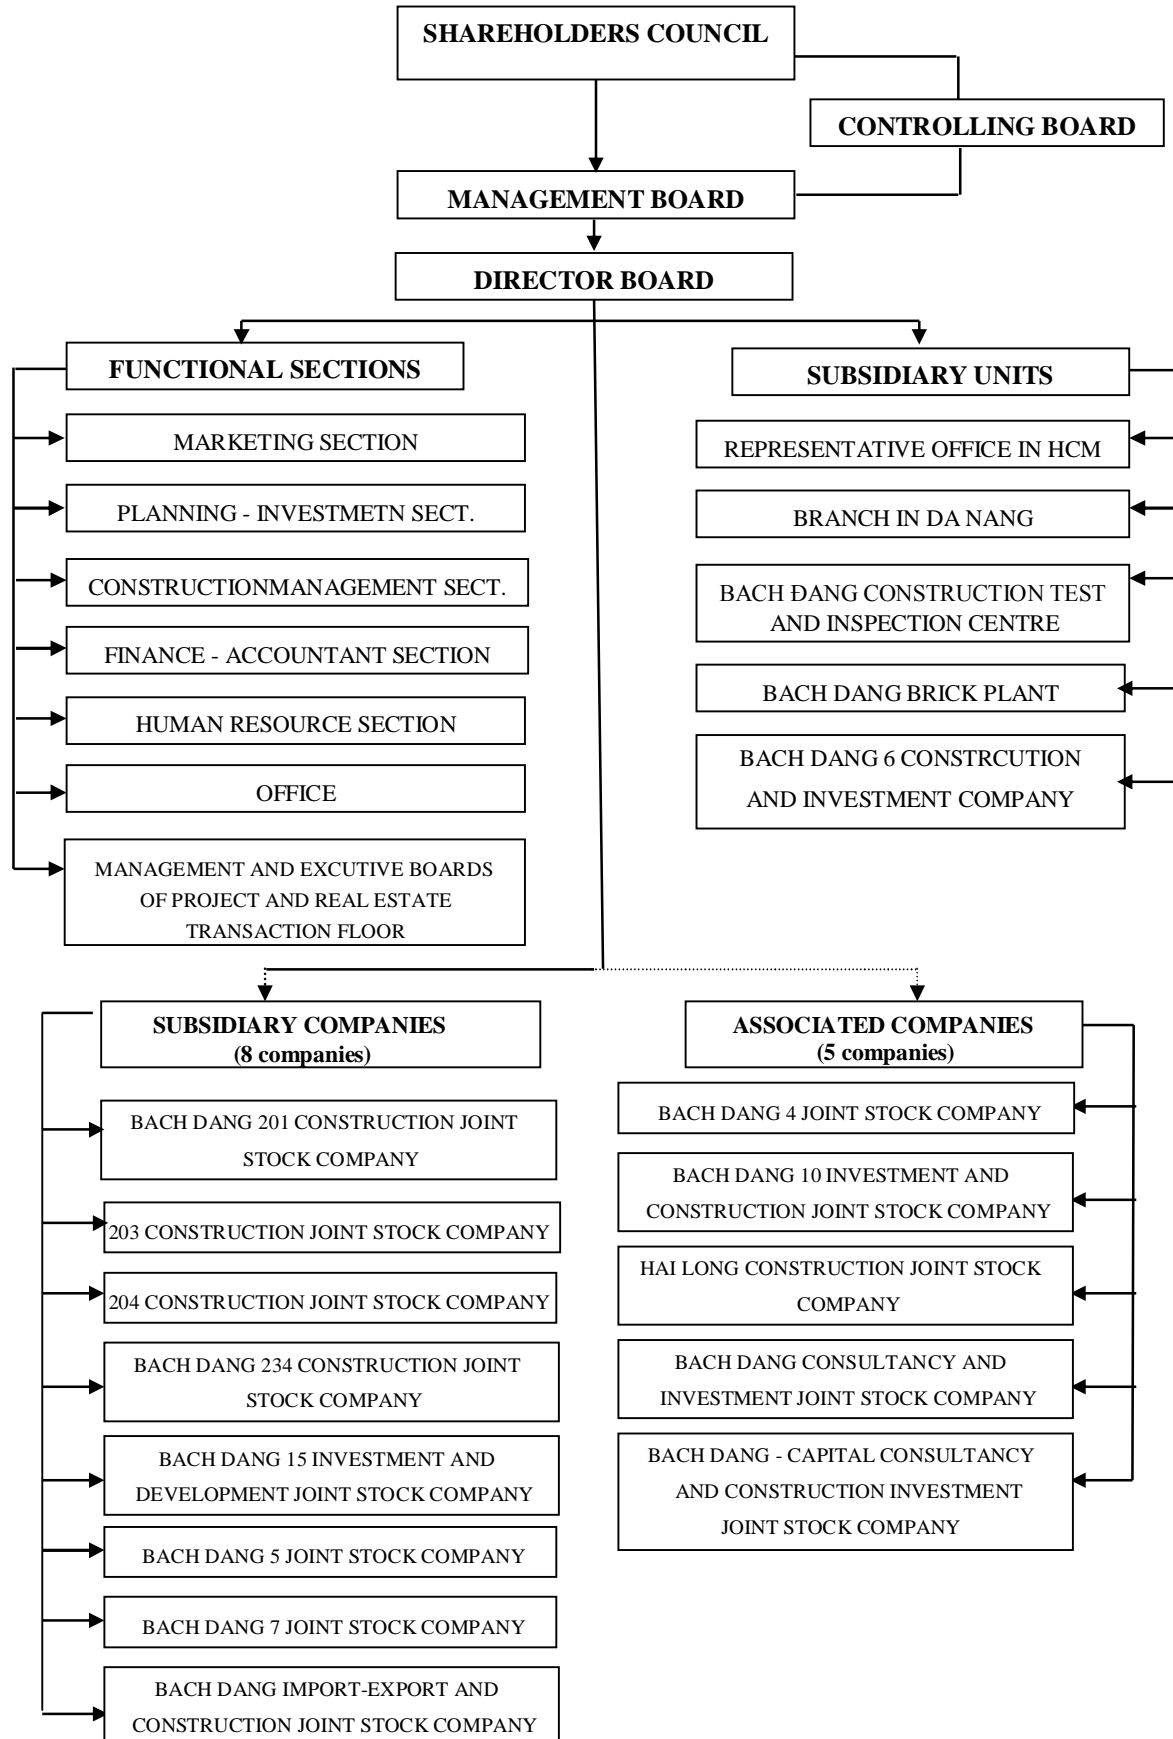 SHAREHOLDERS COUNCIL
CONTROLLING BOARD
MANAGEMENT BOARD
DIRECTOR BOARD
FUNCTIONAL SECTIONS
MARKETING SECTION
PLANNING - INVESTMETN SECT.
CONSTRUCTIONMANAGEMENT SECT.
FINANCE - ACCOUNTANT SECTION
HUMAN RESOURCE SECTION
OFFICE
MANAGEMENT AND EXCUTIVE BOARDS
OF PROJECT AND REAL ESTATE
TRANSACTION FLOOR
SUBSIDIARY UNITS
REPRESENTATIVE OFFICE IN HCM
BRANCH IN DA NANG
BACH ĐANG CONSTRUCTION TEST
AND INSPECTION CENTRE
BACH DANG BRICK PLANT
BACH DANG 6 CONSTRCUTION
AND INVESTMENT COMPANY
SUBSIDIARY COMPANIES
(8 companies)
BACH DANG 201 CONSTRUCTION JOINT
STOCK COMPANY
203 CONSTRUCTION JOINT STOCK COMPANY
204 CONSTRUCTION JOINT STOCK COMPANY
BACH DANG 234 CONSTRUCTION JOINT
STOCK COMPANY
BACH DANG 15 INVESTMENT AND
DEVELOPMENT JOINT STOCK COMPANY
BACH DANG 5 JOINT STOCK COMPANY
BACH DANG 7 JOINT STOCK COMPANY
BACH DANG IMPORT-EXPORT AND
CONSTRUCTION JOINT STOCK COMPANY
ASSOCIATED COMPANIES
(5 companies)
BACH DANG 4 JOINT STOCK COMPANY
BACH DANG 10 INVESTMENT AND
CONSTRUCTION JOINT STOCK COMPANY
HAI LONG CONSTRUCTION JOINT STOCK
COMPANY
BACH DANG CONSULTANCY AND
INVESTMENT JOINT STOCK COMPANY
BACH DANG - CAPITAL CONSULTANCY
AND CONSTRUCTION INVESTMENT
JOINT STOCK COMPANY